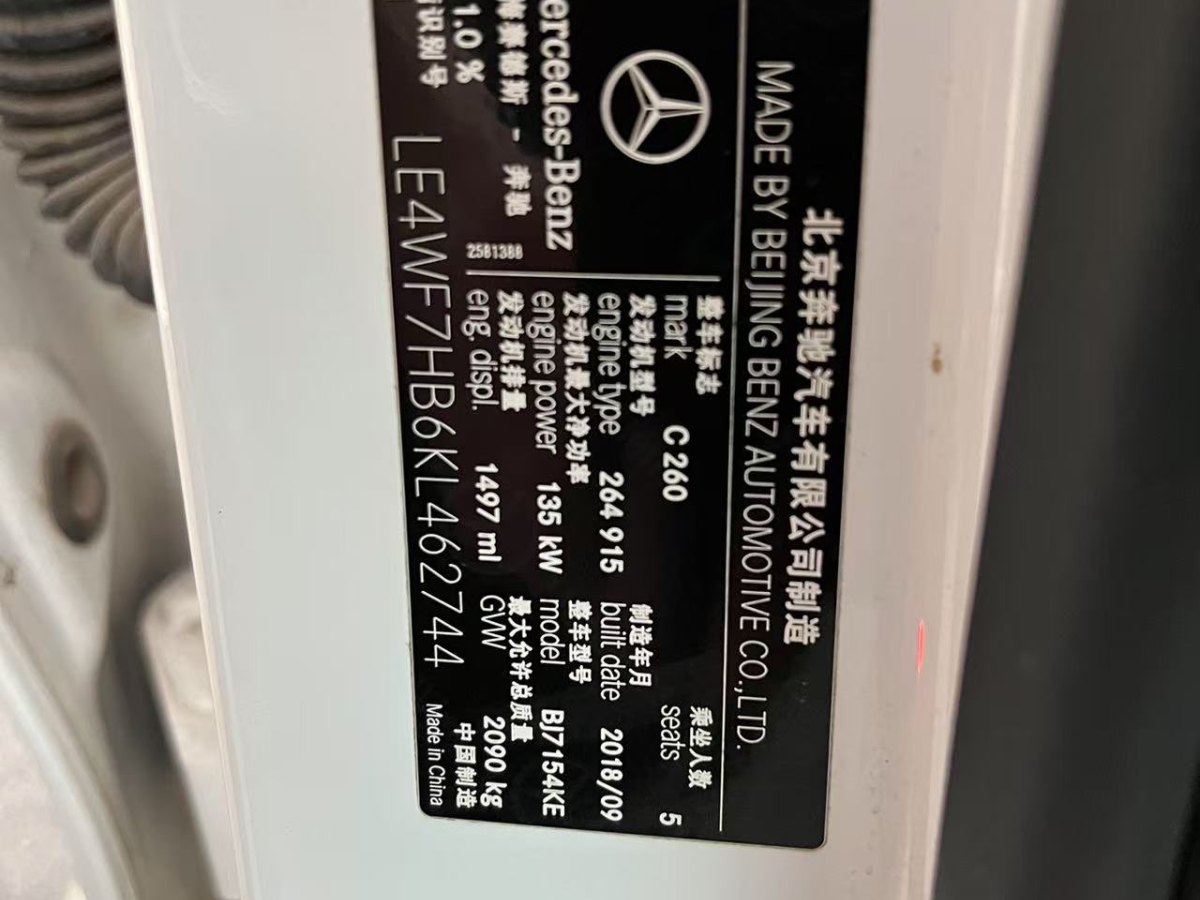 北京奔驰汽车有限公司制造
MADE BY BEIJING BENZ AUTOMOTIVE CO.,LTD.
ercedes-Benz
梅赛德斯 - 奔驰
2581388
整车标志
mark C 260
乘坐人数
seats 5
发动机型号
engine type 264 915
制造年月
built date 2018/09
发动机最大净功率
engine power 135 kW
整车型号
model BJ7154KE
发动机排量
eng. displ. 1497 ml
最大允许总质量
GVW 2090 kg
1.0 %
识别号 LE4WF7HB6KL462744
中国制造
Made in China